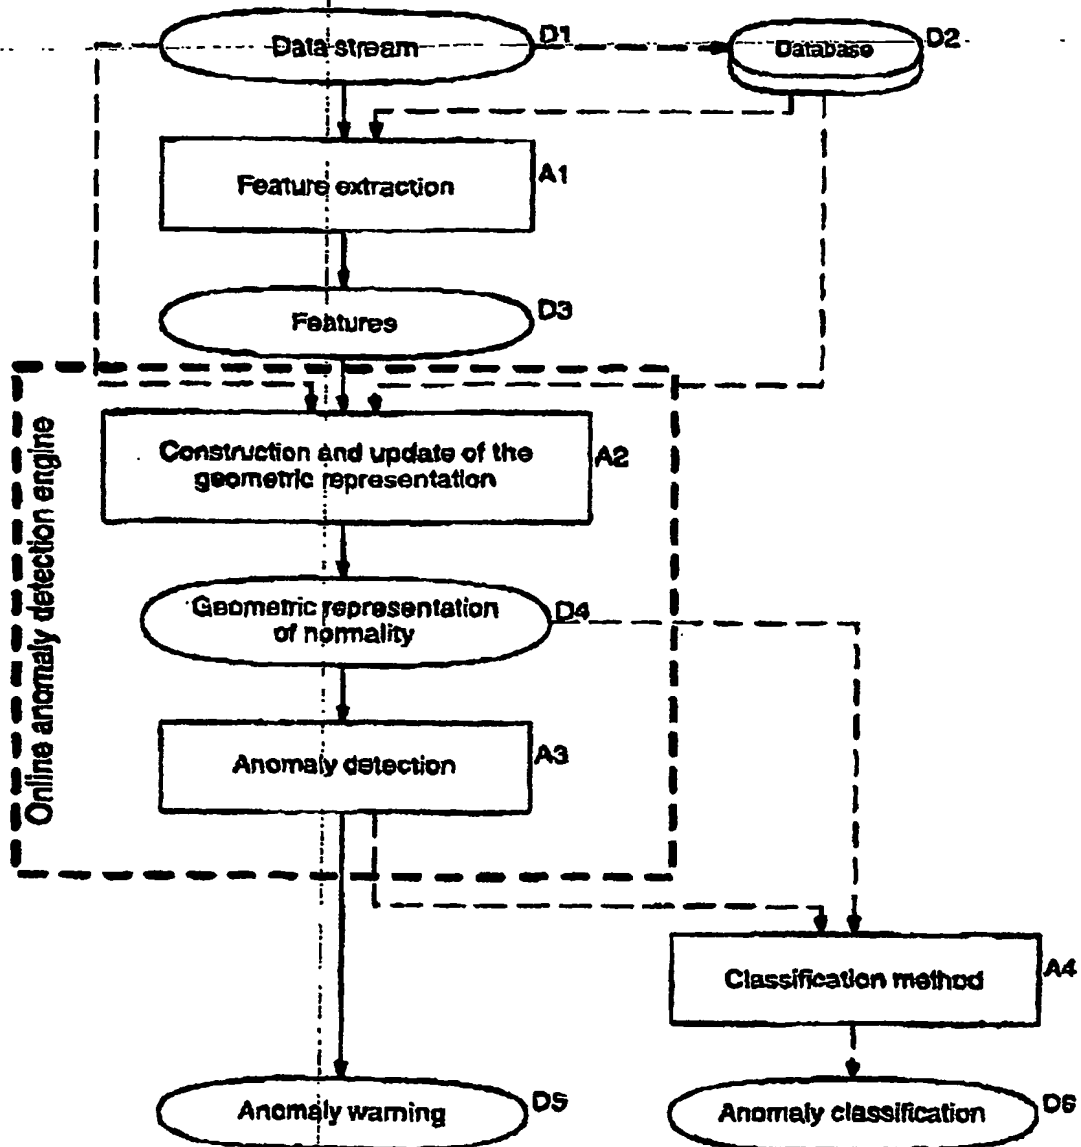 Data stream
D1
Database
D2
Feature extraction
A1
Features
D3
Online anomaly detection engine
Construction and update of the
geometric representation
A2
Geometric representation
of normality
D4
Anomaly detection
A3
Classification method
A4
Anomaly warning
D5
Anomaly classification
D6